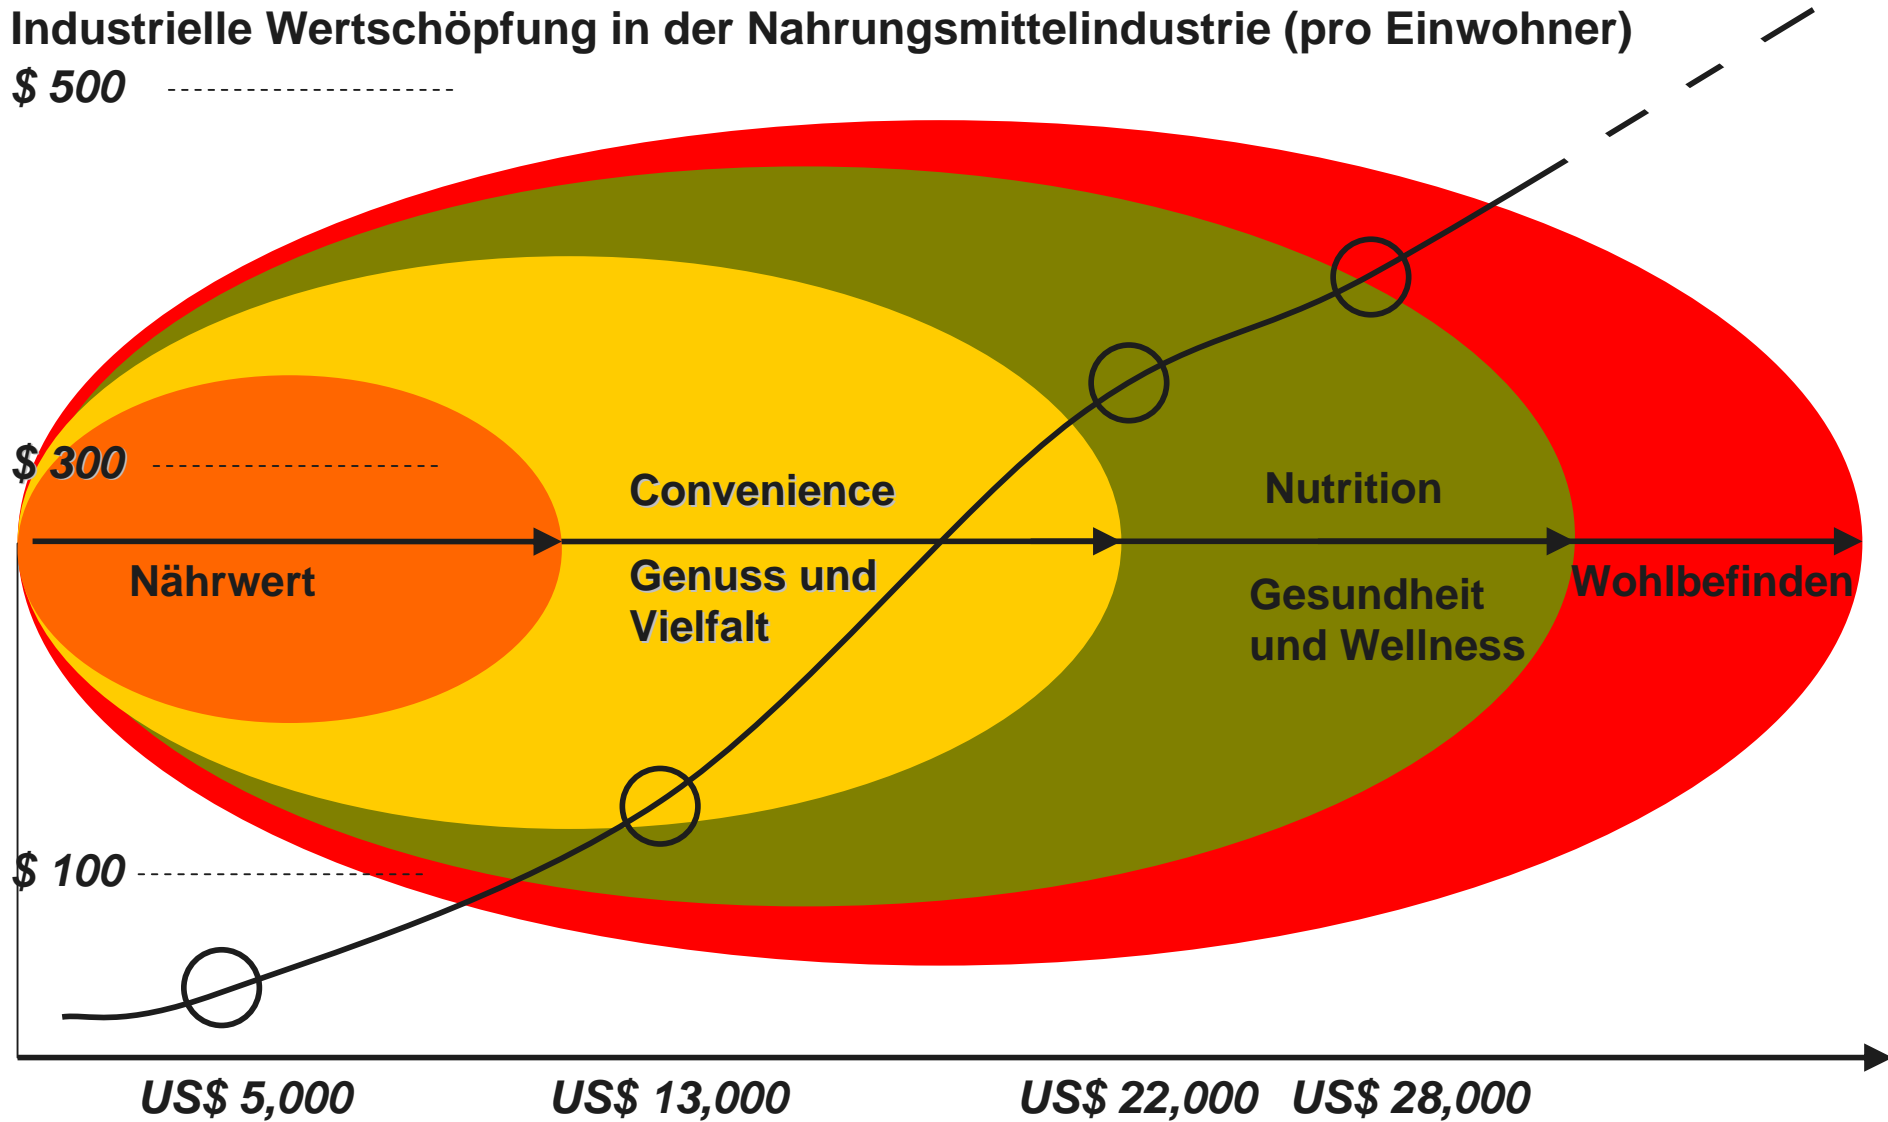 Industrielle Wertschöpfung in der Nahrungsmittelindustrie (pro Einwohner)
$ 500
$ 300
Convenience
Nutrition
Nährwert
Genuss und
Vielfalt
Gesundheit
und Wellness
Wohlbefinden
$ 100
US$ 5,000
US$ 13,000
US$ 22,000
US$ 28,000